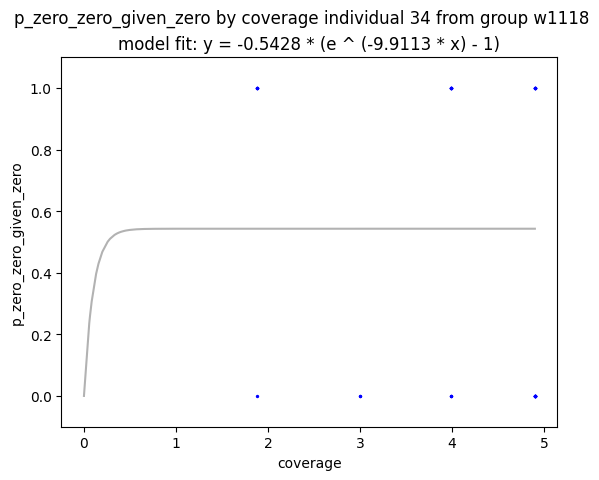 p_zero_zero_given_zero by coverage individual 34 from group w1118
model fit: y = -0.5428 * (e ^ (-9.9113 * x) - 1)
1.0
0.8
0.6
0.4
0.2
0.0
p_zero_zero_given_zero
0 1 2 3 4 5
coverage